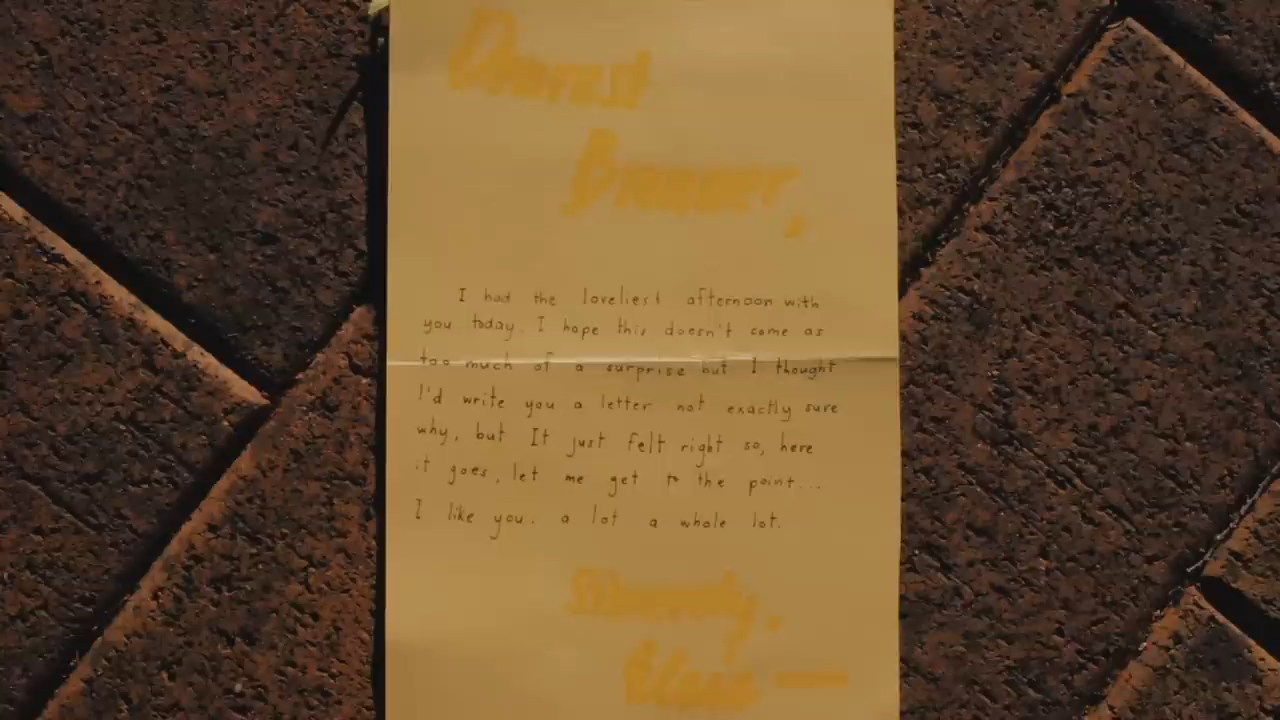 Dearest
I had the loveliest afternoon with
you today. I hope this doesn't come as
too much of a surprise but I thought
I'd write you a letter not exactly sure
why, but It just felt right so, here
it goes, let me get to the point...
I like you. a lot a whole lot.
Sincerely,